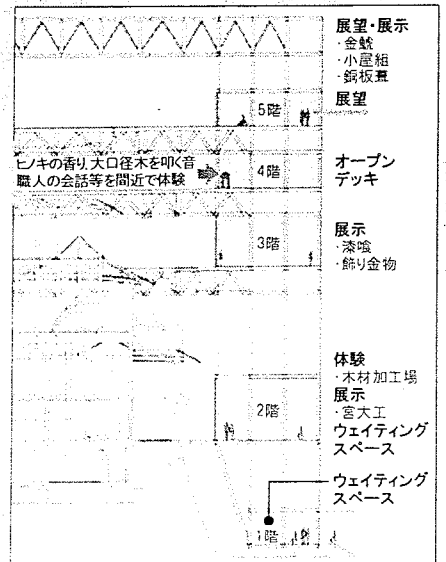 展望・展示
・金鯱
・小屋組
・銅板葺
5階
展望
ヒノキの香り、大口径木を叩く音
職人の会話等を間近で体験
4階
オープン
デッキ
3階
展示
・漆喰
・飾り金物
体験
・木材加工場
2階
展示
・宮大工
ウェイティング
スペース
ウェイティング
スペース
1階